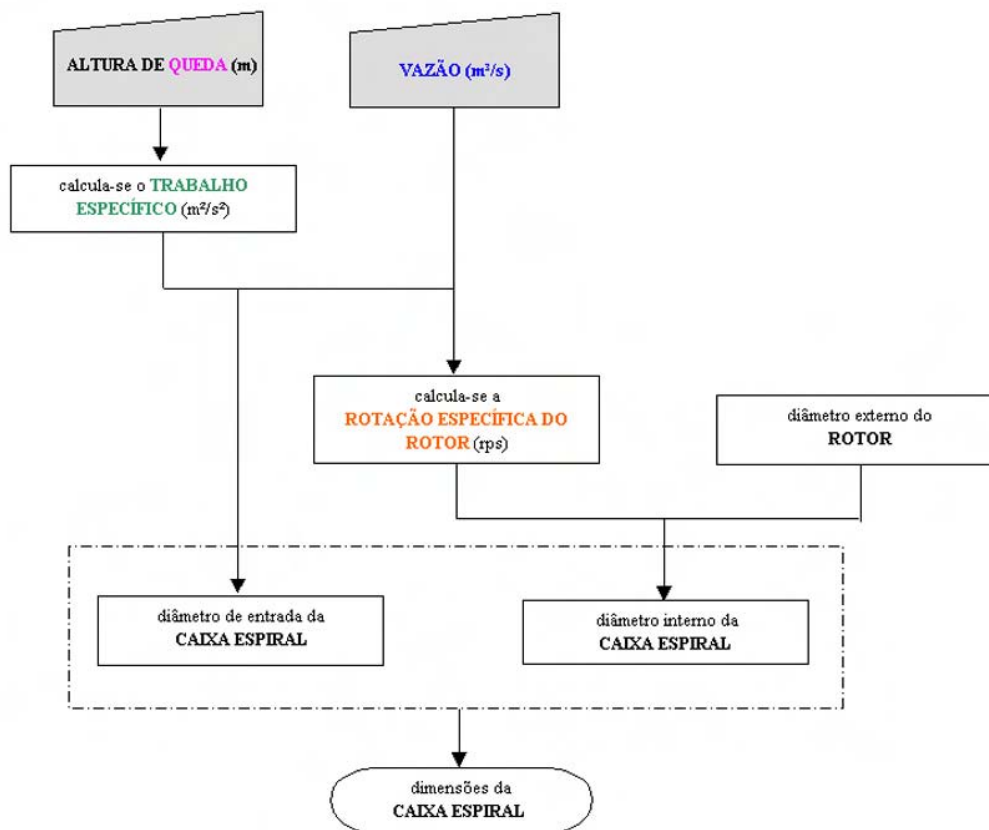 ALTURA DE QUEDA (m)
VAZÃO (m³/s)
calcula-se o TRABALHO
ESPECÍFICO (m²/s²)
calcula-se a
ROTAÇÃO ESPECÍFICA DO
ROTOR (rps)
diâmetro externo do
ROTOR
diâmetro de entrada da
CAIXA ESPIRAL
diâmetro interno da
CAIXA ESPIRAL
dimensões da
CAIXA ESPIRAL